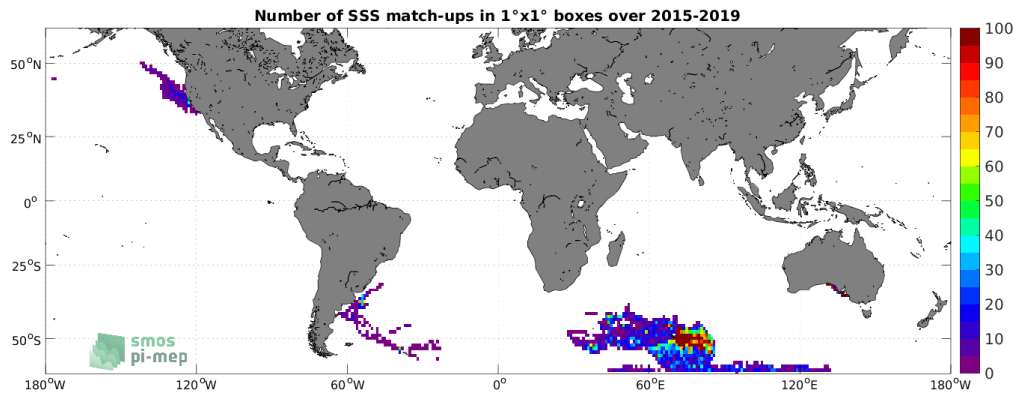 Number of SSS match-ups in 1°x1° boxes over 2015-2019
50°N
25°N
0°
25°S
50°S
180°W
120°W
60°W
0°
60°E
120°E
180°W
100
90
80
70
60
50
40
30
20
10
0
smos
pi-mep